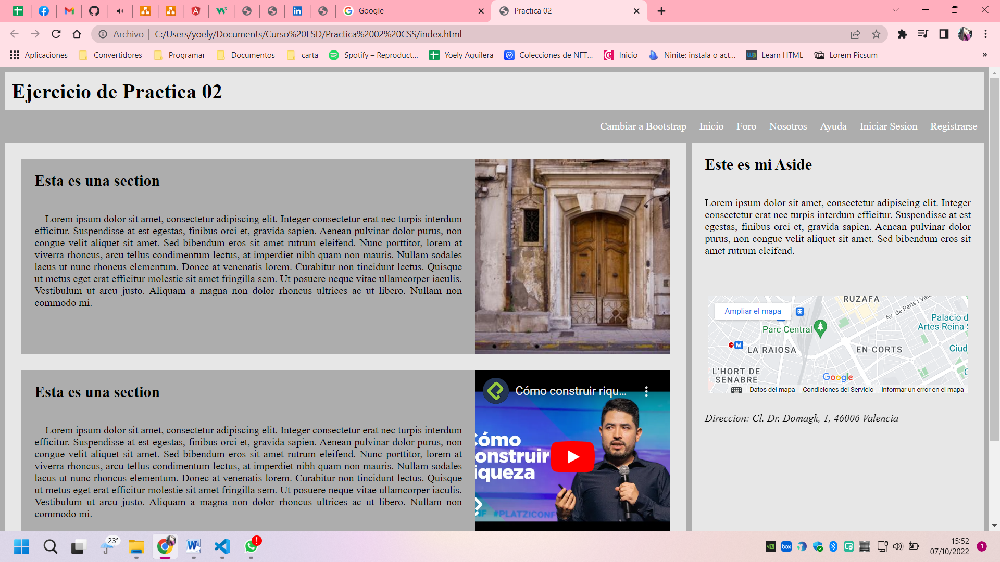 Google
Practica 02
Archivo | C:/Users/yoely/Documents/Curso%20FSD/Practica%2002%20CSS/index.html
Aplicaciones Convertidores Programar Documentos carta Spotify – Reproduct... Yoely Aguilera Colecciones de NFT... Inicio Ninite: instala o act... Learn HTML Lorem Picsum »
Ejercicio de Practica 02
Cambiar a Bootstrap Inicio Foro Nosotros Ayuda Iniciar Sesion Registrarse
Esta es una section
Lorem ipsum dolor sit amet, consectetur adipiscing elit. Integer consectetur erat nec turpis interdum
efficitur. Suspendisse at est egestas, finibus orci et, gravida sapien. Aenean pulvinar dolor purus, non
congue velit aliquet sit amet. Sed bibendum eros sit amet rutrum eleifend. Nunc porttitor, lorem at
viverra rhoncus, arcu tellus condimentum lectus, at imperdiet nibh quam non mauris. Nullam sodales
lacus ut nunc rhoncus elementum. Donec at venenatis lorem. Curabitur non tincidunt lectus. Quisque
ut metus eget erat efficitur molestie sit amet fringilla sem. Ut posuere neque vitae ullamcorper iaculis.
Vestibulum ut arcu justo. Aliquam a magna non dolor rhoncus ultrices ac ut libero. Nullam non
commodo mi.
Esta es una section
Lorem ipsum dolor sit amet, consectetur adipiscing elit. Integer consectetur erat nec turpis interdum
efficitur. Suspendisse at est egestas, finibus orci et, gravida sapien. Aenean pulvinar dolor purus, non
congue velit aliquet sit amet. Sed bibendum eros sit amet rutrum eleifend. Nunc porttitor, lorem at
viverra rhoncus, arcu tellus condimentum lectus, at imperdiet nibh quam non mauris. Nullam sodales
lacus ut nunc rhoncus elementum. Donec at venenatis lorem. Curabitur non tincidunt lectus. Quisque
ut metus eget erat efficitur molestie sit amet fringilla sem. Ut posuere neque vitae ullamcorper iaculis.
Vestibulum ut arcu justo. Aliquam a magna non dolor rhoncus ultrices ac ut libero. Nullam non
commodo mi.
Cómo construir riqu...
Cómo
onstruir
iqueza
#PLATZICONF
Este es mi Aside
Lorem ipsum dolor sit amet, consectetur adipiscing elit. Integer
consectetur erat nec turpis interdum efficitur. Suspendisse at est
egestas, finibus orci et, gravida sapien. Aenean pulvinar dolor
purus, non congue velit aliquet sit amet. Sed bibendum eros sit
amet rutrum eleifend.
RUZAFA
Ampliar el mapa
Av. de Peris i Val
Palacio d
Artes Reina S
Parc Central
M
LA RAIOSA
EN CORTS
Ciud
L'HORT DE
SENABRE
Google
Datos del mapa Condiciones del Servicio Informar un error en el mapa
Direccion: Cl. Dr. Domagk, 1, 46006 Valencia
23°
box
15:52
07/10/2022
1